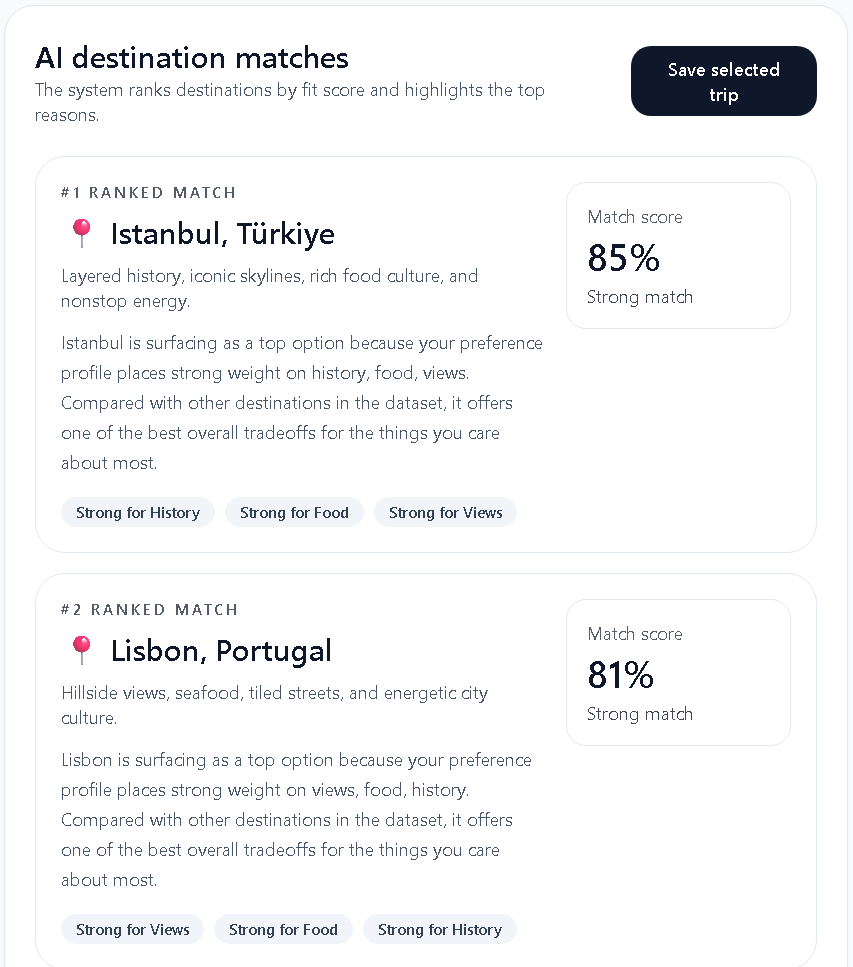 AI destination matches
The system ranks destinations by fit score and highlights the top
reasons.
Save selected
trip
#1 RANKED MATCH
Istanbul, Türkiye
Layered history, iconic skylines, rich food culture, and
nonstop energy.
Istanbul is surfacing as a top option because your preference
profile places strong weight on history, food, views.
Compared with other destinations in the dataset, it offers
one of the best overall tradeoffs for the things you care
about most.
Strong for History
Strong for Food
Strong for Views
Match score
85%
Strong match
#2 RANKED MATCH
Lisbon, Portugal
Hillside views, seafood, tiled streets, and energetic city
culture.
Lisbon is surfacing as a top option because your preference
profile places strong weight on views, food, history.
Compared with other destinations in the dataset, it offers
one of the best overall tradeoffs for the things you care
about most.
Strong for Views
Strong for Food
Strong for History
Match score
81%
Strong match